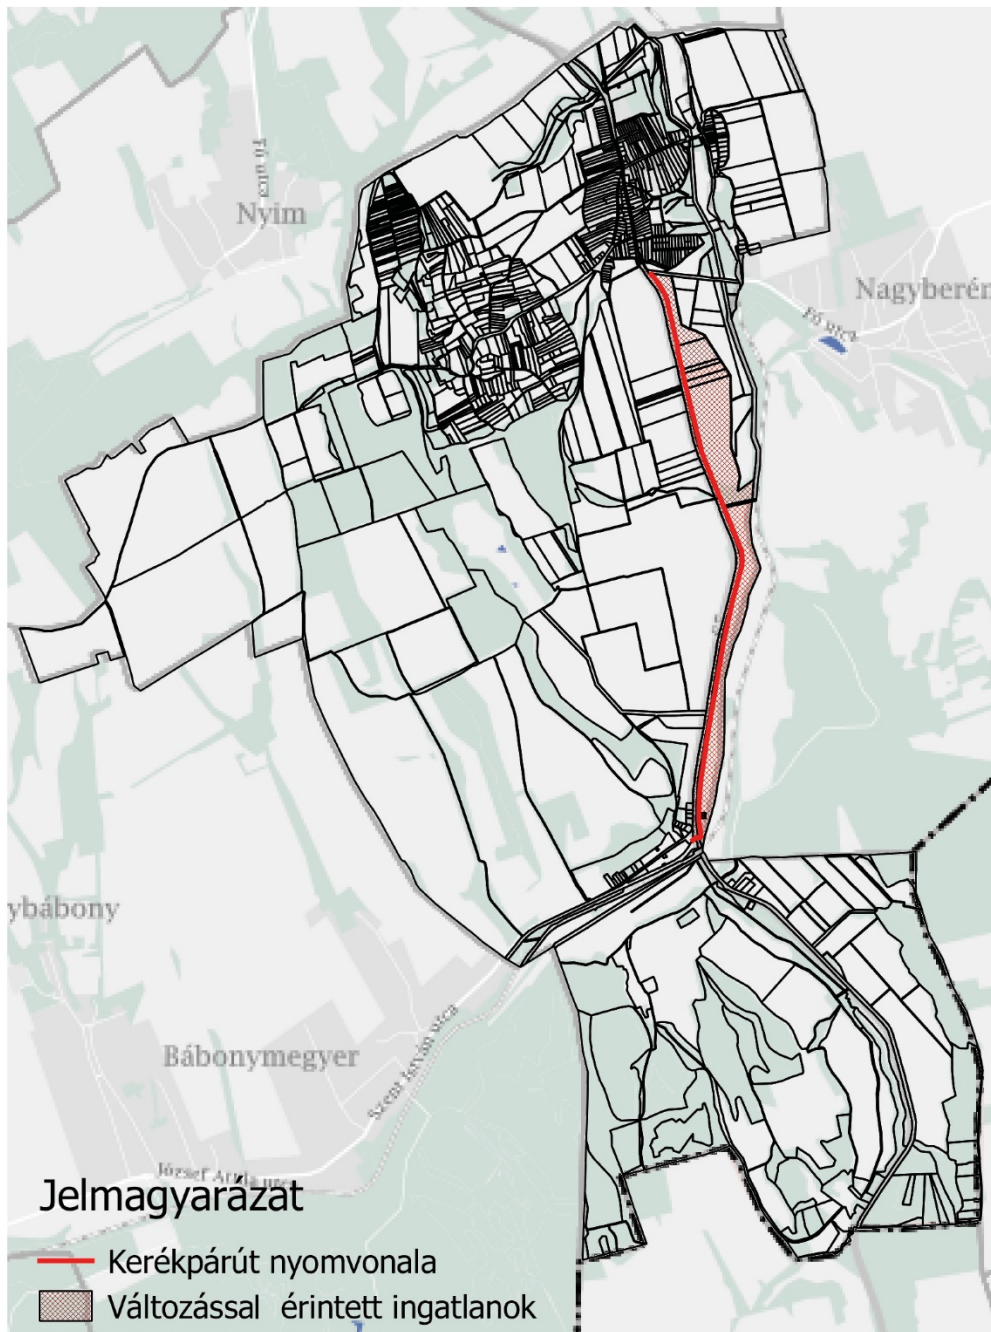 Fő utca
Nyim
Nagyberén
Fő utca
ybábony
Bábonymegyer
Szent István utca
József Attila utca
Jelmagyarázat
Kerékpárút nyomvonala
Változással érintett ingatlanok